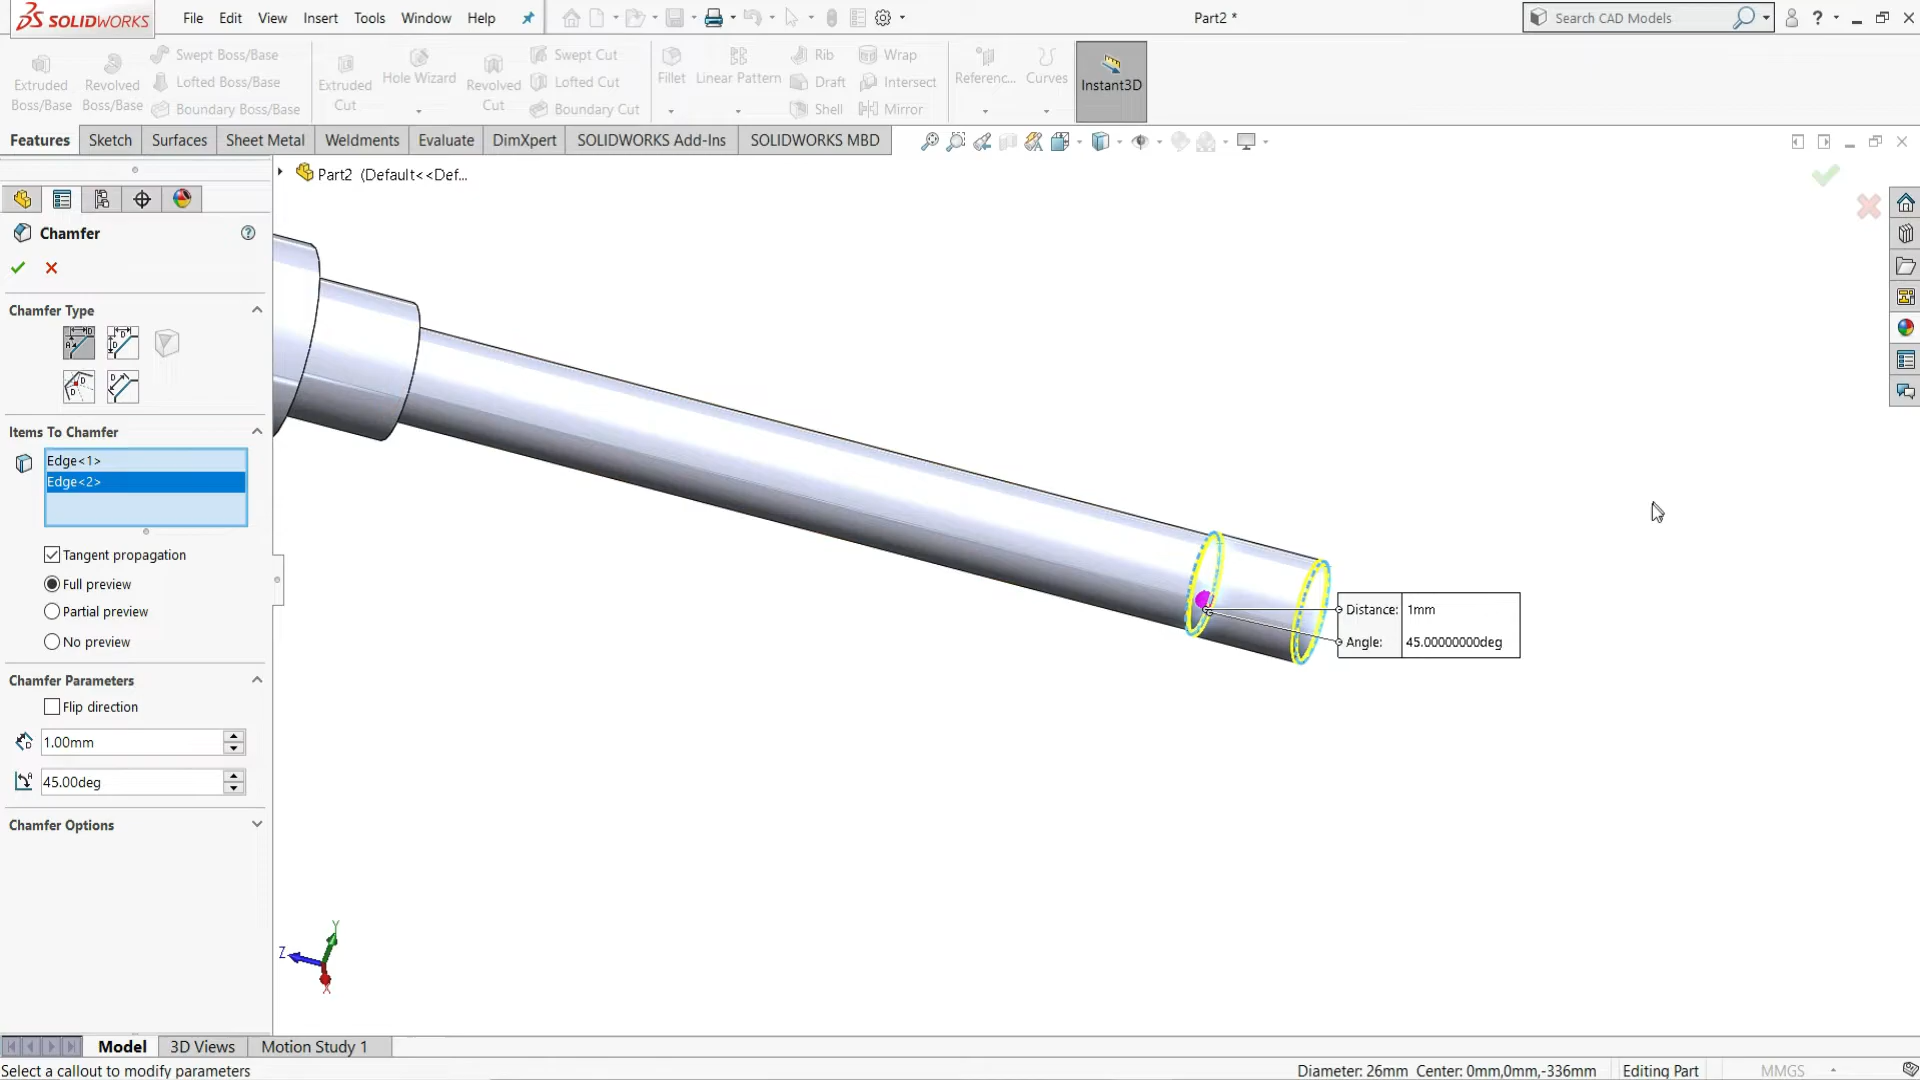 SOLIDWORKS
File Edit View Insert Tools Window Help
Part2 *
Search CAD Models
Extruded Boss/Base
Revolved Boss/Base
Swept Boss/Base
Lofted Boss/Base
Boundary Boss/Base
Extruded Cut
Hole Wizard
Revolved Cut
Swept Cut
Lofted Cut
Boundary Cut
Fillet
Linear Pattern
Rib
Draft
Shell
Wrap
Intersect
Mirror
Referenc...
Curves
Instant3D
Features Sketch Surfaces Sheet Metal Weldments Evaluate DimXpert SOLIDWORKS Add-Ins SOLIDWORKS MBD
Part2 (Default<<Def...
Chamfer
Chamfer Type
Items To Chamfer
Edge<1>
Edge<2>
Tangent propagation
Full preview
Partial preview
No preview
Chamfer Parameters
Flip direction
1.00mm
45.00deg
Chamfer Options
Distance: 1mm
Angle: 45.00000000deg
Y
Z
X
Model 3D Views Motion Study 1
Select a callout to modify parameters
Diameter: 26mm Center: 0mm,0mm,-336mm
Editing Part
MMGS